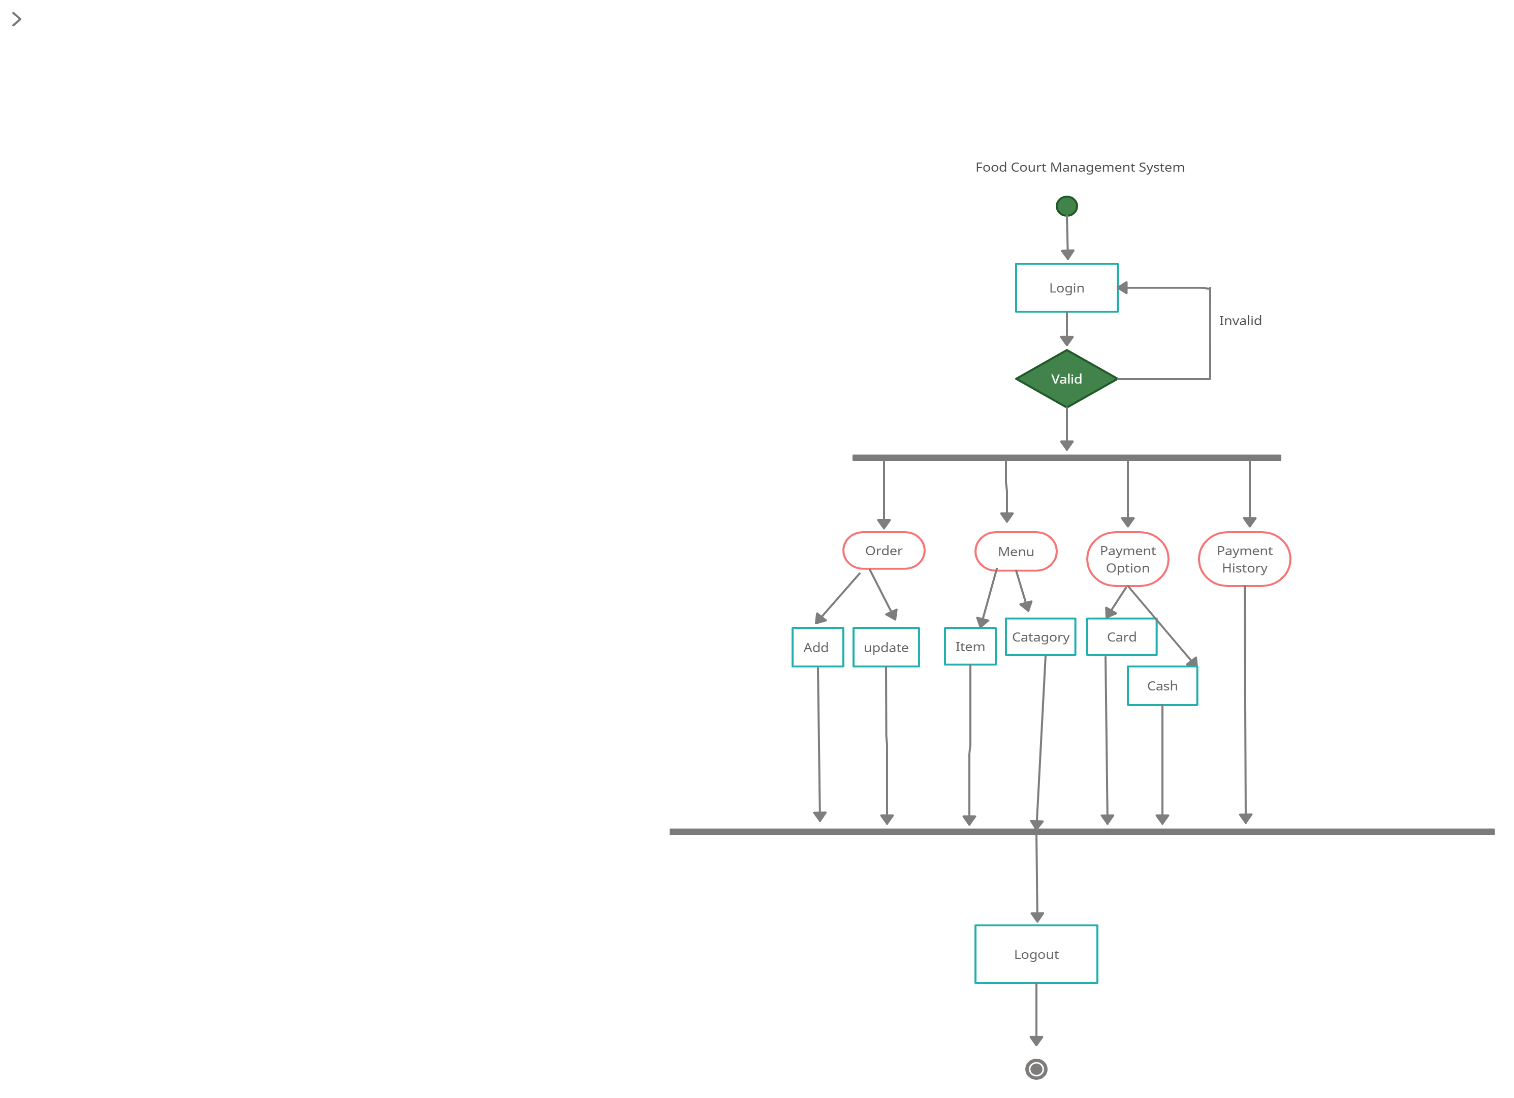 Food Court Management System
Login
Invalid
Valid
Order
Menu
Payment
Option
Payment
History
Add
update
Item
Catagory
Card
Cash
Logout